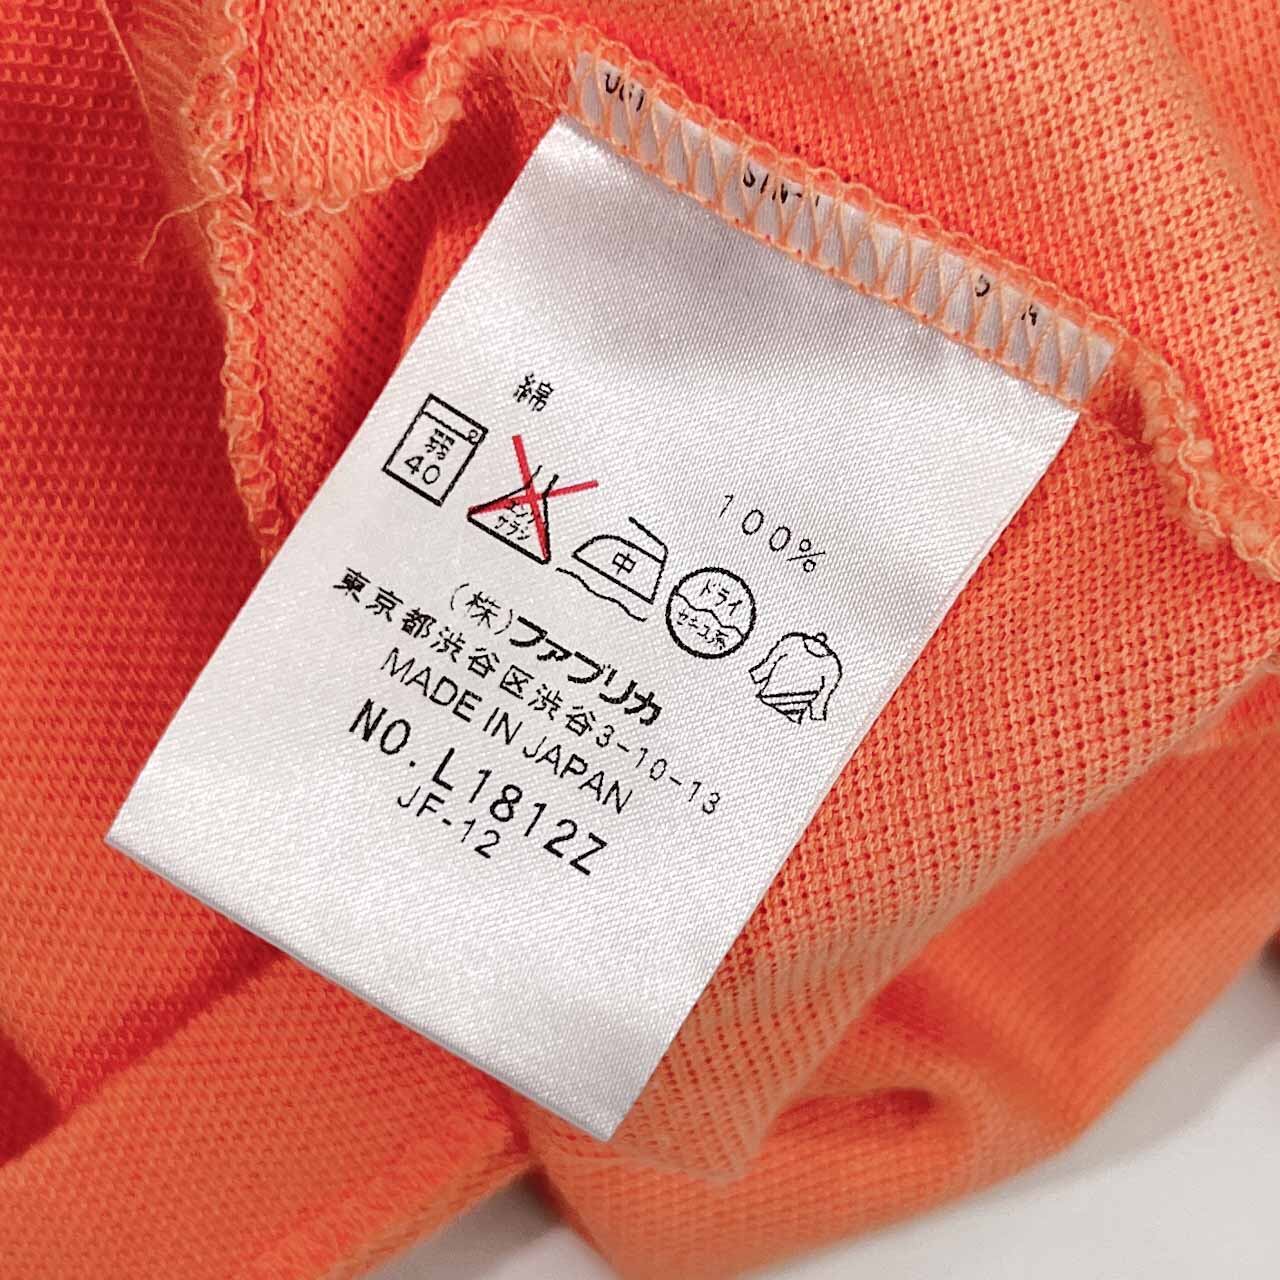 綿 100%
弱
40
エンソ
サラシ
中
ドライ
セキユ系
(株)ファブリカ
東京都渋谷区渋谷3-10-13
MADE IN JAPAN
NO. L1812Z
JF-12